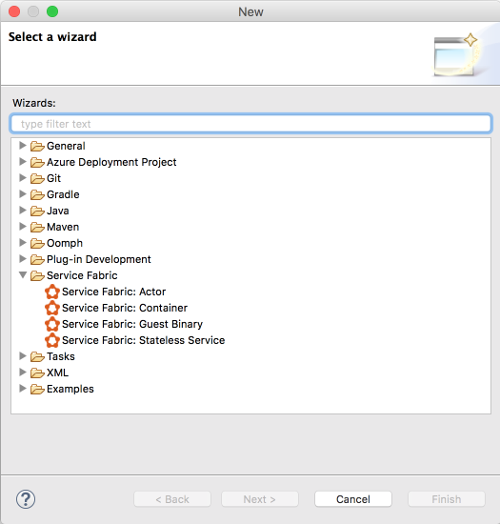 New
Select a wizard
Wizards:
type filter text
General
Azure Deployment Project
Git
Gradle
Java
Maven
Oomph
Plug-in Development
Service Fabric
Service Fabric: Actor
Service Fabric: Container
Service Fabric: Guest Binary
Service Fabric: Stateless Service
Tasks
XML
Examples
? < Back Next > Cancel Finish